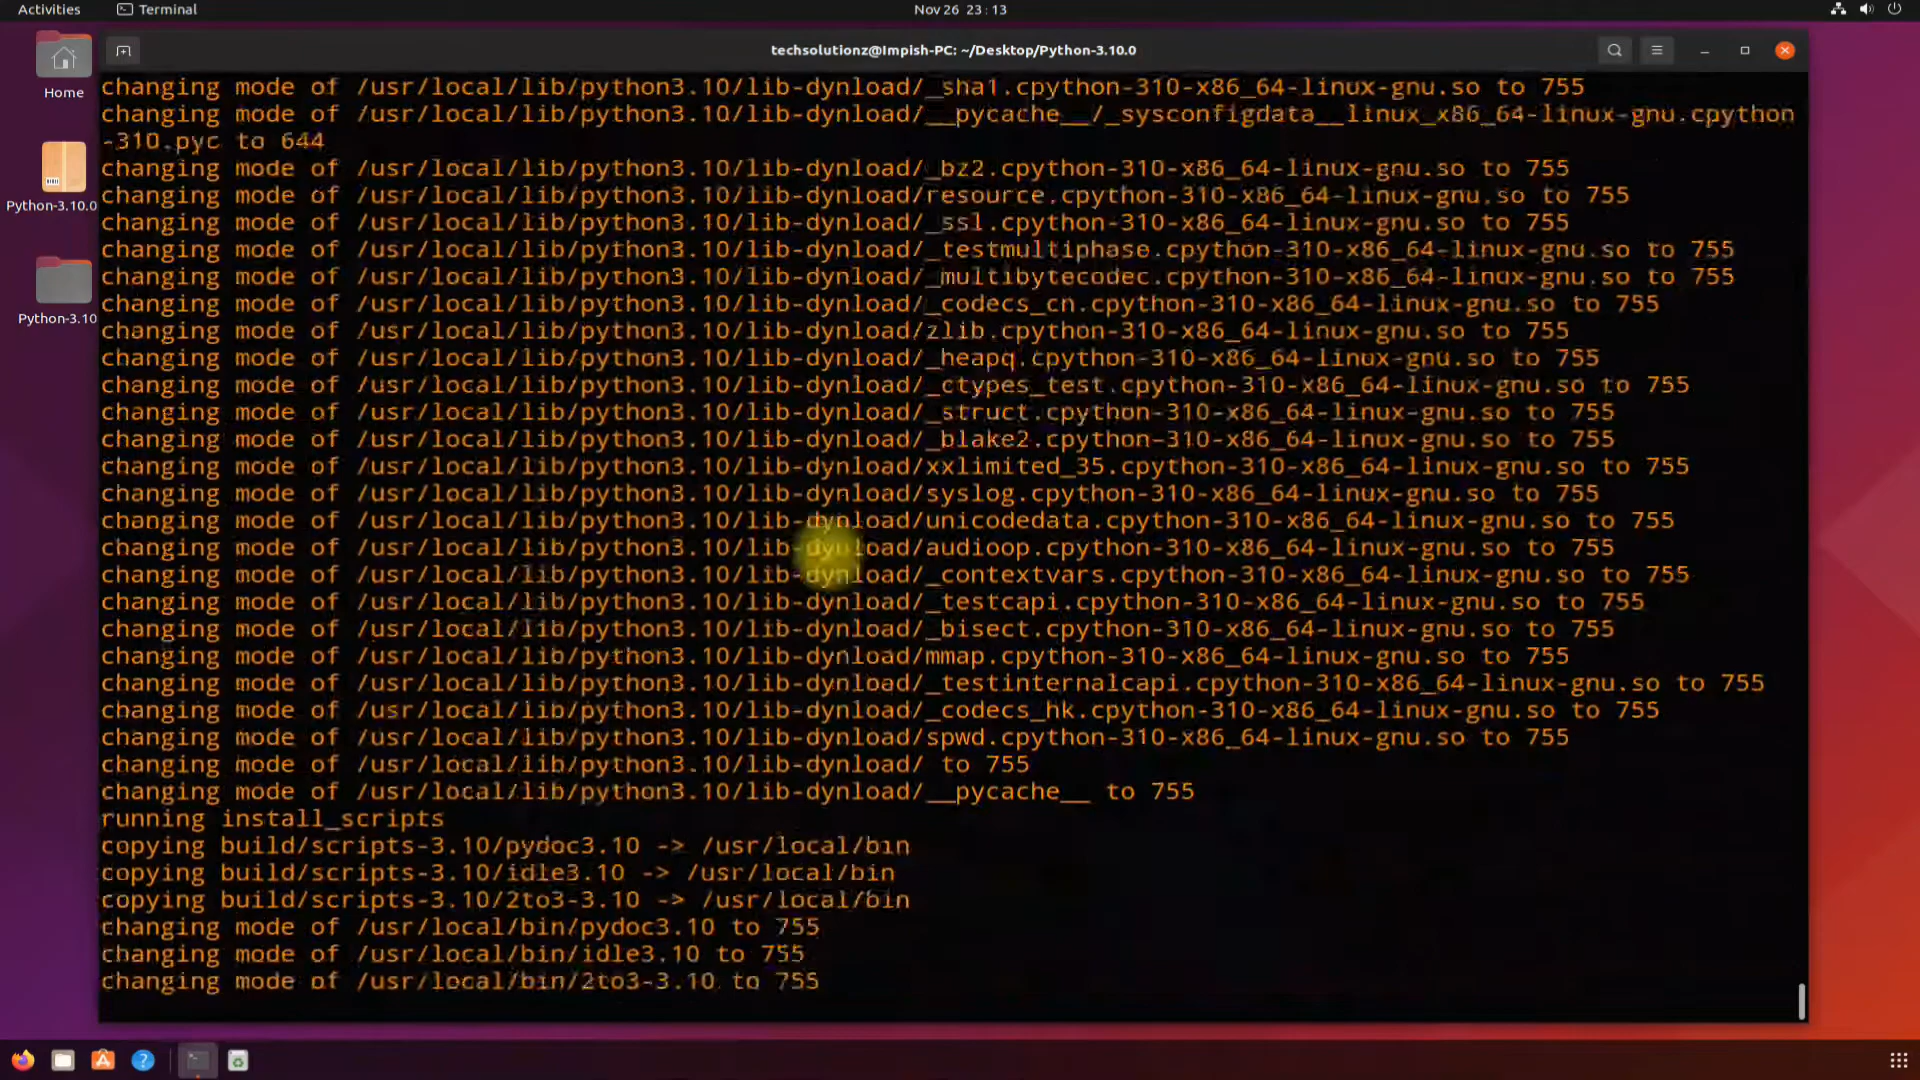 Activities
Terminal
Nov 26 23:13
techsolutionz@Impish-PC: ~/Desktop/Python-3.10.0
Home
Python-3.10.0
Python-3.10
changing mode of /usr/local/lib/python3.10/lib-dynload/_sha1.cpython-310-x86_64-linux-gnu.so to 755
changing mode of /usr/local/lib/python3.10/lib-dynload/__pycache__/_sysconfigdata__linux_x86_64-linux-gnu.cpython
-310.pyc to 644
changing mode of /usr/local/lib/python3.10/lib-dynload/_bz2.cpython-310-x86_64-linux-gnu.so to 755
changing mode of /usr/local/lib/python3.10/lib-dynload/resource.cpython-310-x86_64-linux-gnu.so to 755
changing mode of /usr/local/lib/python3.10/lib-dynload/_ssl.cpython-310-x86_64-linux-gnu.so to 755
changing mode of /usr/local/lib/python3.10/lib-dynload/_testmultiphase.cpython-310-x86_64-linux-gnu.so to 755
changing mode of /usr/local/lib/python3.10/lib-dynload/_multibytecodec.cpython-310-x86_64-linux-gnu.so to 755
changing mode of /usr/local/lib/python3.10/lib-dynload/_codecs_cn.cpython-310-x86_64-linux-gnu.so to 755
changing mode of /usr/local/lib/python3.10/lib-dynload/zlib.cpython-310-x86_64-linux-gnu.so to 755
changing mode of /usr/local/lib/python3.10/lib-dynload/_heapq.cpython-310-x86_64-linux-gnu.so to 755
changing mode of /usr/local/lib/python3.10/lib-dynload/_ctypes_test.cpython-310-x86_64-linux-gnu.so to 755
changing mode of /usr/local/lib/python3.10/lib-dynload/_struct.cpython-310-x86_64-linux-gnu.so to 755
changing mode of /usr/local/lib/python3.10/lib-dynload/_blake2.cpython-310-x86_64-linux-gnu.so to 755
changing mode of /usr/local/lib/python3.10/lib-dynload/xxlimited_35.cpython-310-x86_64-linux-gnu.so to 755
changing mode of /usr/local/lib/python3.10/lib-dynload/syslog.cpython-310-x86_64-linux-gnu.so to 755
changing mode of /usr/local/lib/python3.10/lib-dynload/unicodedata.cpython-310-x86_64-linux-gnu.so to 755
changing mode of /usr/local/lib/python3.10/lib-dynload/audioop.cpython-310-x86_64-linux-gnu.so to 755
changing mode of /usr/local/lib/python3.10/lib-dynload/_contextvars.cpython-310-x86_64-linux-gnu.so to 755
changing mode of /usr/local/lib/python3.10/lib-dynload/_testcapi.cpython-310-x86_64-linux-gnu.so to 755
changing mode of /usr/local/lib/python3.10/lib-dynload/_bisect.cpython-310-x86_64-linux-gnu.so to 755
changing mode of /usr/local/lib/python3.10/lib-dynload/mmap.cpython-310-x86_64-linux-gnu.so to 755
changing mode of /usr/local/lib/python3.10/lib-dynload/_testinternalcapi.cpython-310-x86_64-linux-gnu.so to 755
changing mode of /usr/local/lib/python3.10/lib-dynload/_codecs_hk.cpython-310-x86_64-linux-gnu.so to 755
changing mode of /usr/local/lib/python3.10/lib-dynload/spwd.cpython-310-x86_64-linux-gnu.so to 755
changing mode of /usr/local/lib/python3.10/lib-dynload/ to 755
changing mode of /usr/local/lib/python3.10/lib-dynload/__pycache__ to 755
running install_scripts
copying build/scripts-3.10/pydoc3.10 -> /usr/local/bin
copying build/scripts-3.10/idle3.10 -> /usr/local/bin
copying build/scripts-3.10/2to3-3.10 -> /usr/local/bin
changing mode of /usr/local/bin/pydoc3.10 to 755
changing mode of /usr/local/bin/idle3.10 to 755
changing mode of /usr/local/bin/2to3-3.10 to 755